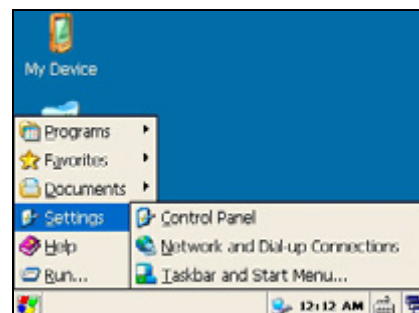 My Device
Programs
Favorites
Documents
Settings
Control Panel
Help
Network and Dial-up Connections
Run...
Taskbar and Start Menu...
12:12 AM